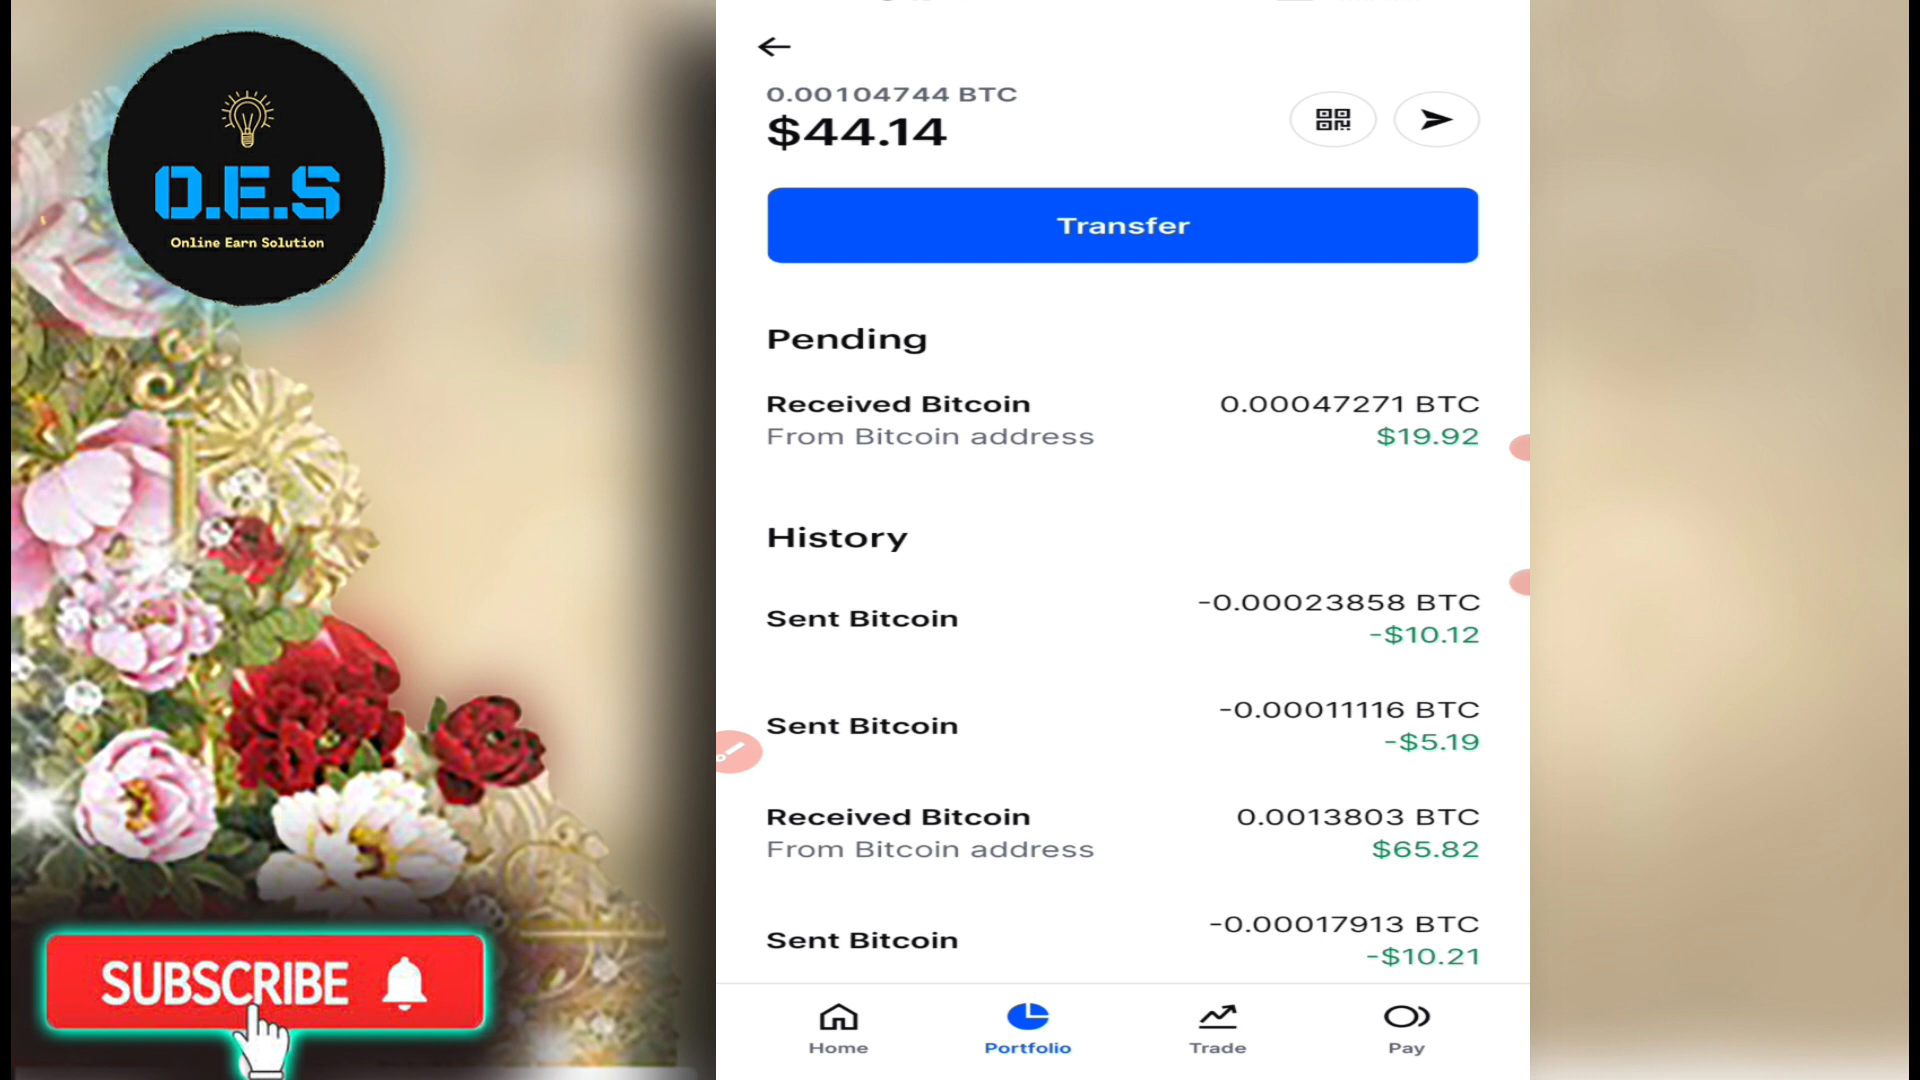 O.E.S
Online Earn Solution
SUBSCRIBE
0.00104744 BTC
$44.14
Transfer
Pending
Received Bitcoin
0.00047271 BTC
From Bitcoin address
$19.92
History
Sent Bitcoin
-0.00023858 BTC
-$10.12
Sent Bitcoin
-0.00011116 BTC
-$5.19
Received Bitcoin
0.0013803 BTC
From Bitcoin address
$65.82
Sent Bitcoin
-0.00017913 BTC
-$10.21
Home
Portfolio
Trade
Pay